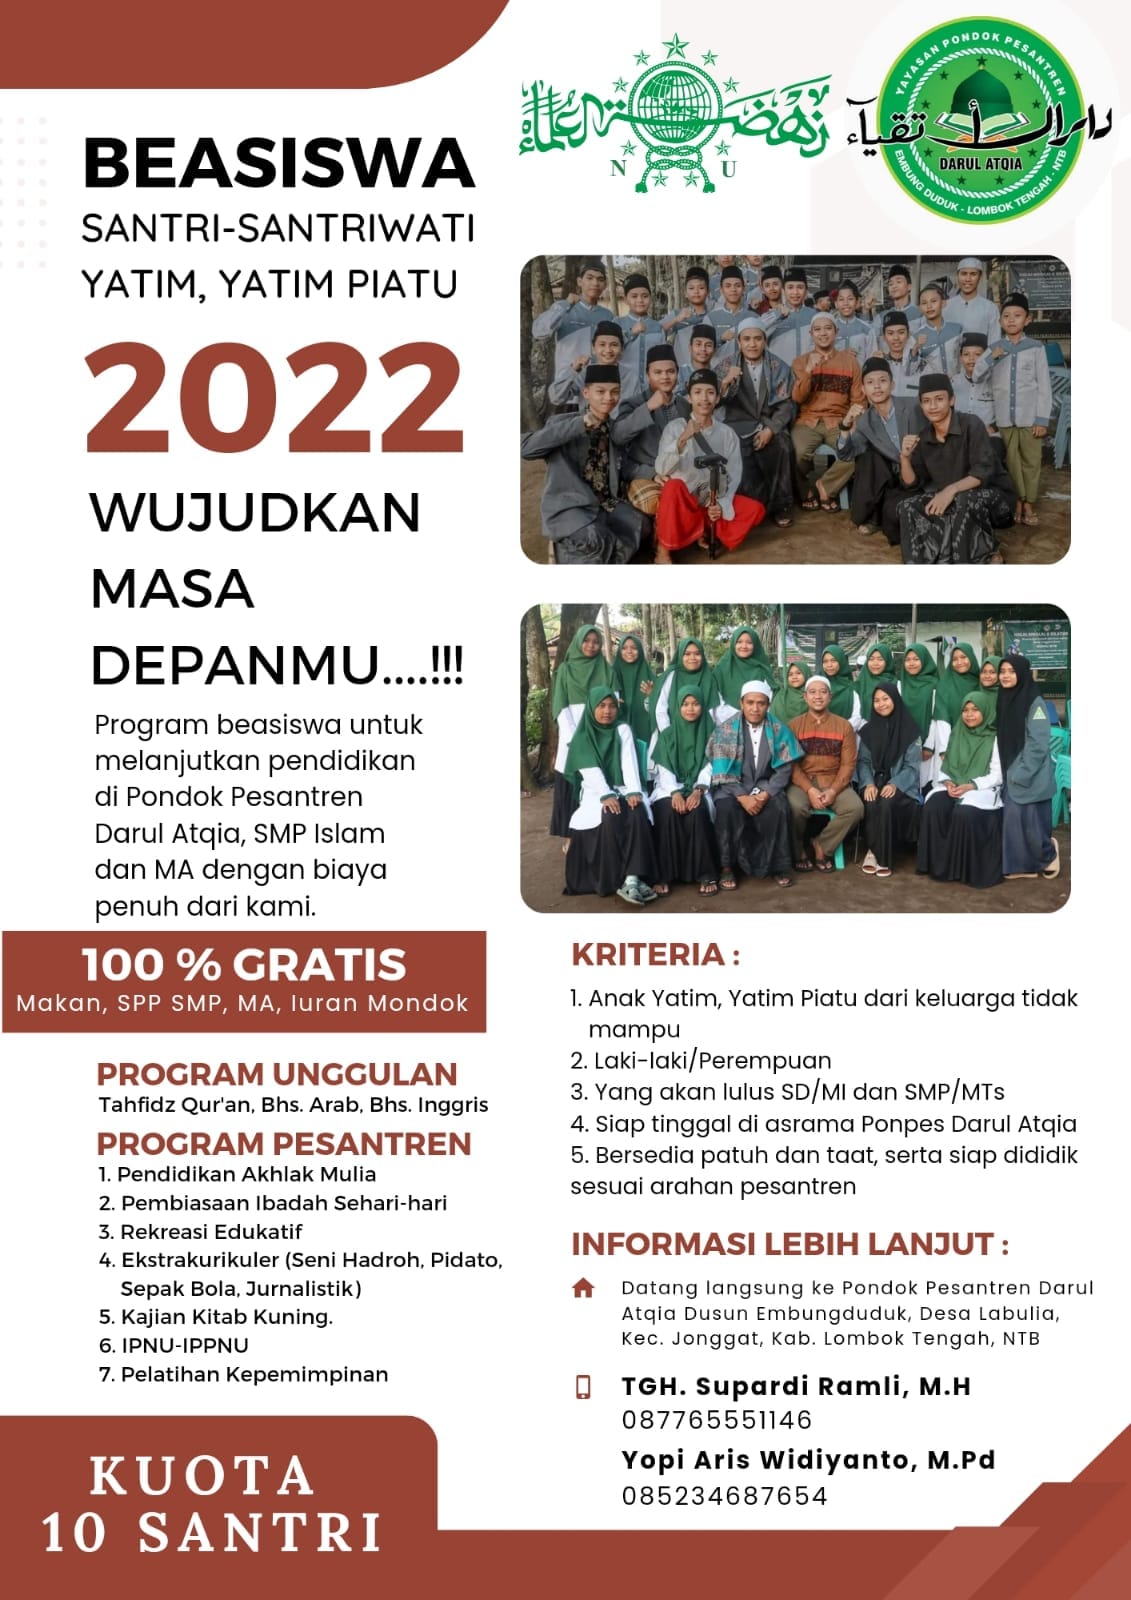 BEASISWA
SANTRI-SANTRIWATI
YATIM, YATIM PIATU
2022
WUJUDKAN
MASA
DEPANMU....!!!
Program beasiswa untuk
melanjutkan pendidikan
di Pondok Pesantren
Darul Atqia, SMP Islam
dan MA dengan biaya
penuh dari kami.
100 % GRATIS
Makan, SPP SMP, MA, Iuran Mondok
PROGRAM UNGGULAN
Tahfidz Qur'an, Bhs. Arab, Bhs. Inggris
PROGRAM PESANTREN
1. Pendidikan Akhlak Mulia
2. Pembiasaan Ibadah Sehari-hari
3. Rekreasi Edukatif
4. Ekstrakurikuler (Seni Hadroh, Pidato,
Sepak Bola, Jurnalistik)
5. Kajian Kitab Kuning.
6. IPNU-IPPNU
7. Pelatihan Kepemimpinan
KUOTA
10 SANTRI
نهضة العلماء
N U
YAYASAN PONDOK PESANTREN
دار الأتقياء
DARUL ATQIA
EMBUNG DUDUK - LOMBOK TENGAH - NTB
KRITERIA :
1. Anak Yatim, Yatim Piatu dari keluarga tidak
mampu
2. Laki-laki/Perempuan
3. Yang akan lulus SD/MI dan SMP/MTs
4. Siap tinggal di asrama Ponpes Darul Atqia
5. Bersedia patuh dan taat, serta siap dididik
sesuai arahan pesantren
INFORMASI LEBIH LANJUT :
Datang langsung ke Pondok Pesantren Darul
Atqia Dusun Embungduduk, Desa Labulia,
Kec. Jonggat, Kab. Lombok Tengah, NTB
TGH. Supardi Ramli, M.H
087765551146
Yopi Aris Widiyanto, M.Pd
085234687654